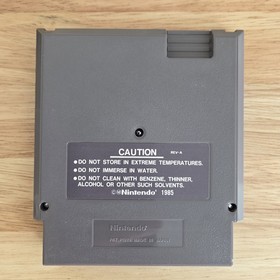 CAUTION REV-A
● DO NOT STORE IN EXTREME TEMPERATURES.
● DO NOT IMMERSE IN WATER.
● DO NOT CLEAN WITH BENZENE, THINNER,
ALCOHOL OR OTHER SUCH SOLVENTS.
©Nintendo® 1985
Nintendo®